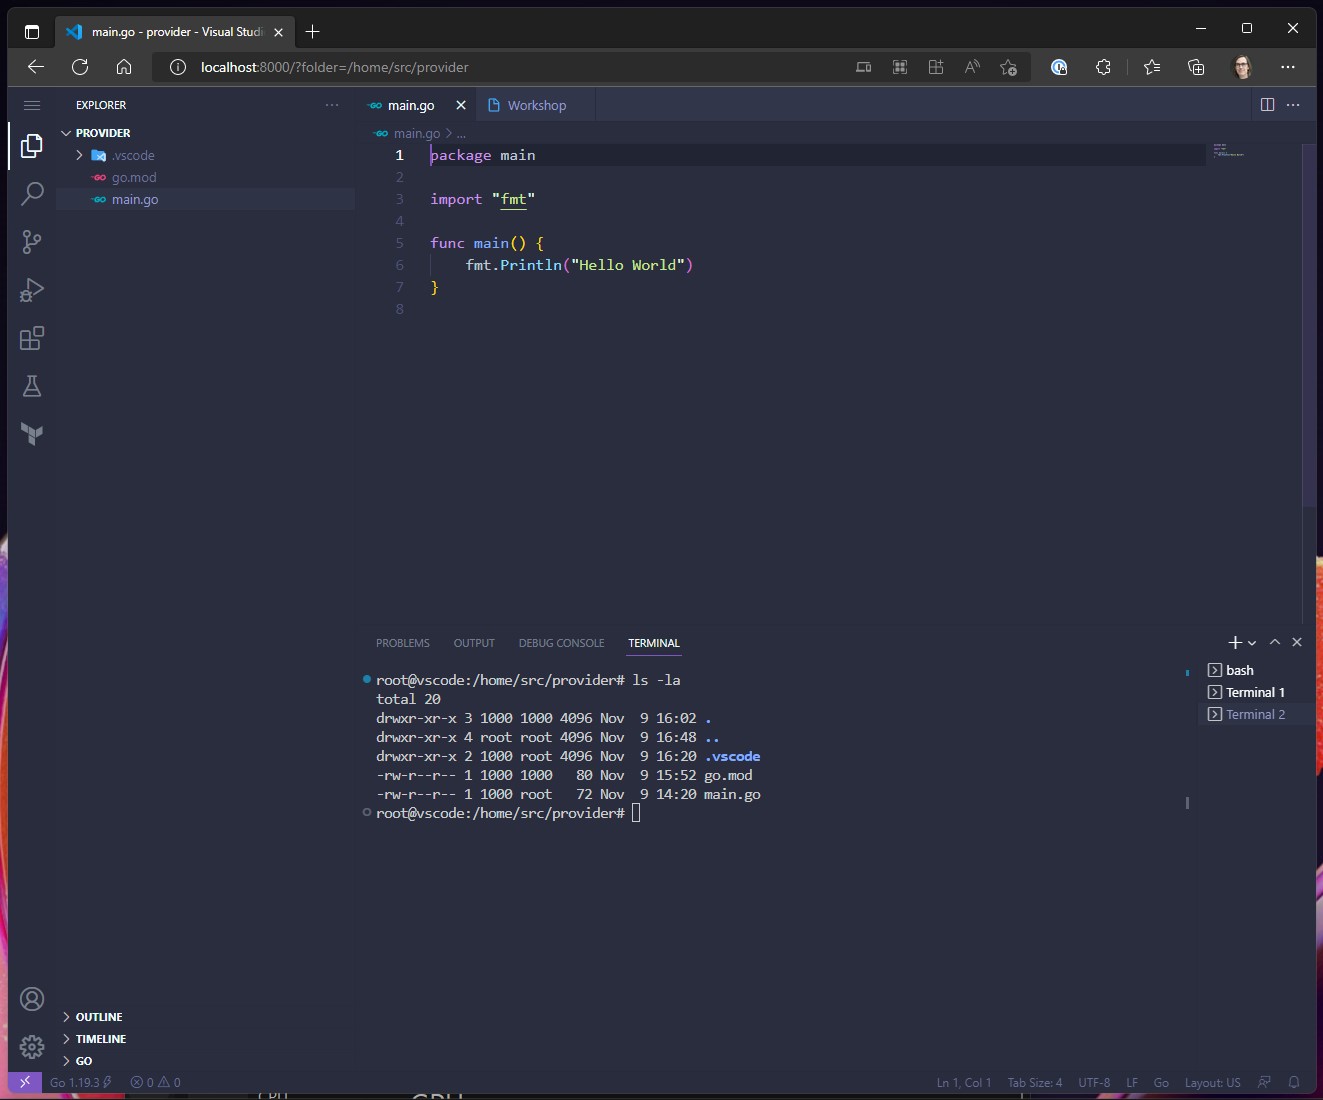 main.go - provider - Visual Studi
localhost:8000/?folder=/home/src/provider
EXPLORER
PROVIDER
.vscode
go.mod
main.go
main.go
Workshop
main.go > ...
1 package main
2
3 import "fmt"
4
5 func main() {
6 fmt.Println("Hello World")
7 }
8
PROBLEMS OUTPUT DEBUG CONSOLE TERMINAL
root@vscode:/home/src/provider# ls -la
total 20
drwxr-xr-x 3 1000 1000 4096 Nov  9 16:02 .
drwxr-xr-x 4 root root 4096 Nov  9 16:48 ..
drwxr-xr-x 2 1000 root 4096 Nov  9 16:20 .vscode
-rw-r--r-- 1 1000 1000   80 Nov  9 15:52 go.mod
-rw-r--r-- 1 1000 root   72 Nov  9 14:20 main.go
root@vscode:/home/src/provider#
bash
Terminal 1
Terminal 2
OUTLINE
TIMELINE
GO
Go 1.19.3 0 0 Ln 1, Col 1 Tab Size: 4 UTF-8 LF Go Layout: US